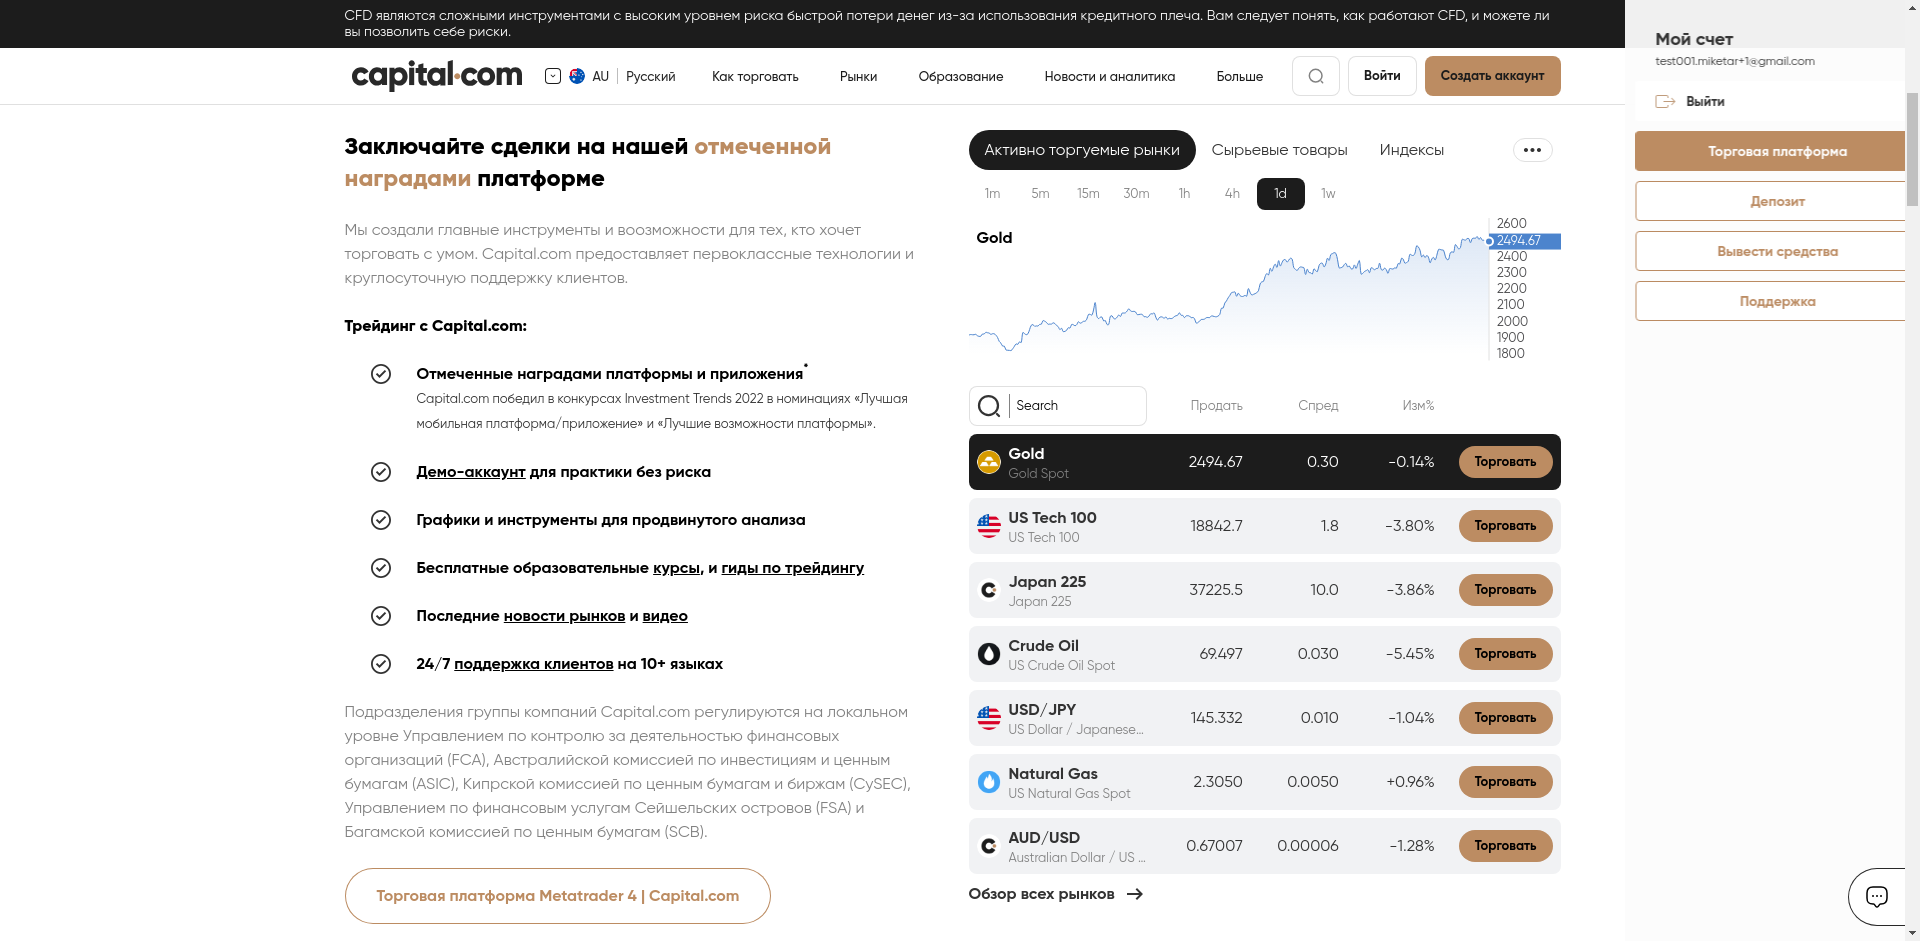 CFD являются сложными инструментами с высоким уровнем риска быстрой потери денег из-за использования кредитного плеча. Вам следует понять, как работают CFD, и можете ли
вы позволить себе риски.
capital.com
AU Русский
Как торговать
Рынки
Образование
Новости и аналитика
Больше
Войти
Создать аккаунт
Мой счет
test001.miketar+1@gmail.com
Выйти
Торговая платформа
Депозит
Вывести средства
Поддержка
Заключайте сделки на нашей отмеченной
наградами платформе
Мы создали главные инструменты и воозможности для тех, кто хочет
торговать с умом. Capital.com предоставляет первоклассные технологии и
круглосуточную поддержку клиентов.
Трейдинг с Capital.com:
Отмеченные наградами платформы и приложения*
Capital.com победил в конкурсах Investment Trends 2022 в номинациях «Лучшая
мобильная платформа/приложение» и «Лучшие возможности платформы».
Демо-аккаунт для практики без риска
Графики и инструменты для продвинутого анализа
Бесплатные образовательные курсы, и гиды по трейдингу
Последние новости рынков и видео
24/7 поддержка клиентов на 10+ языках
Подразделения группы компаний Capital.com регулируются на локальном
уровне Управлением по контролю за деятельностью финансовых
организаций (FCA), Австралийской комиссией по инвестициям и ценным
бумагам (ASIC), Кипрской комиссией по ценным бумагам и биржам (CySEC),
Управлением по финансовым услугам Сейшельских островов (FSA) и
Багамской комиссией по ценным бумагам (SCB).
Торговая платформа Metatrader 4 | Capital.com
Активно торгуемые рынки
Сырьевые товары
Индексы
1m 5m 15m 30m 1h 4h 1d 1w
Gold
2600
2494.67
2400
2300
2200
2100
2000
1900
1800
Search Продать Спред Изм%
Gold
Gold Spot
2494.67 0.30 -0.14% Торговать
US Tech 100
US Tech 100
18842.7 1.8 -3.80% Торговать
Japan 225
Japan 225
37225.5 10.0 -3.86% Торговать
Crude Oil
US Crude Oil Spot
69.497 0.030 -5.45% Торговать
USD/JPY
US Dollar / Japanese...
145.332 0.010 -1.04% Торговать
Natural Gas
US Natural Gas Spot
2.3050 0.0050 +0.96% Торговать
AUD/USD
Australian Dollar / US ...
0.67007 0.00006 -1.28% Торговать
Обзор всех рынков